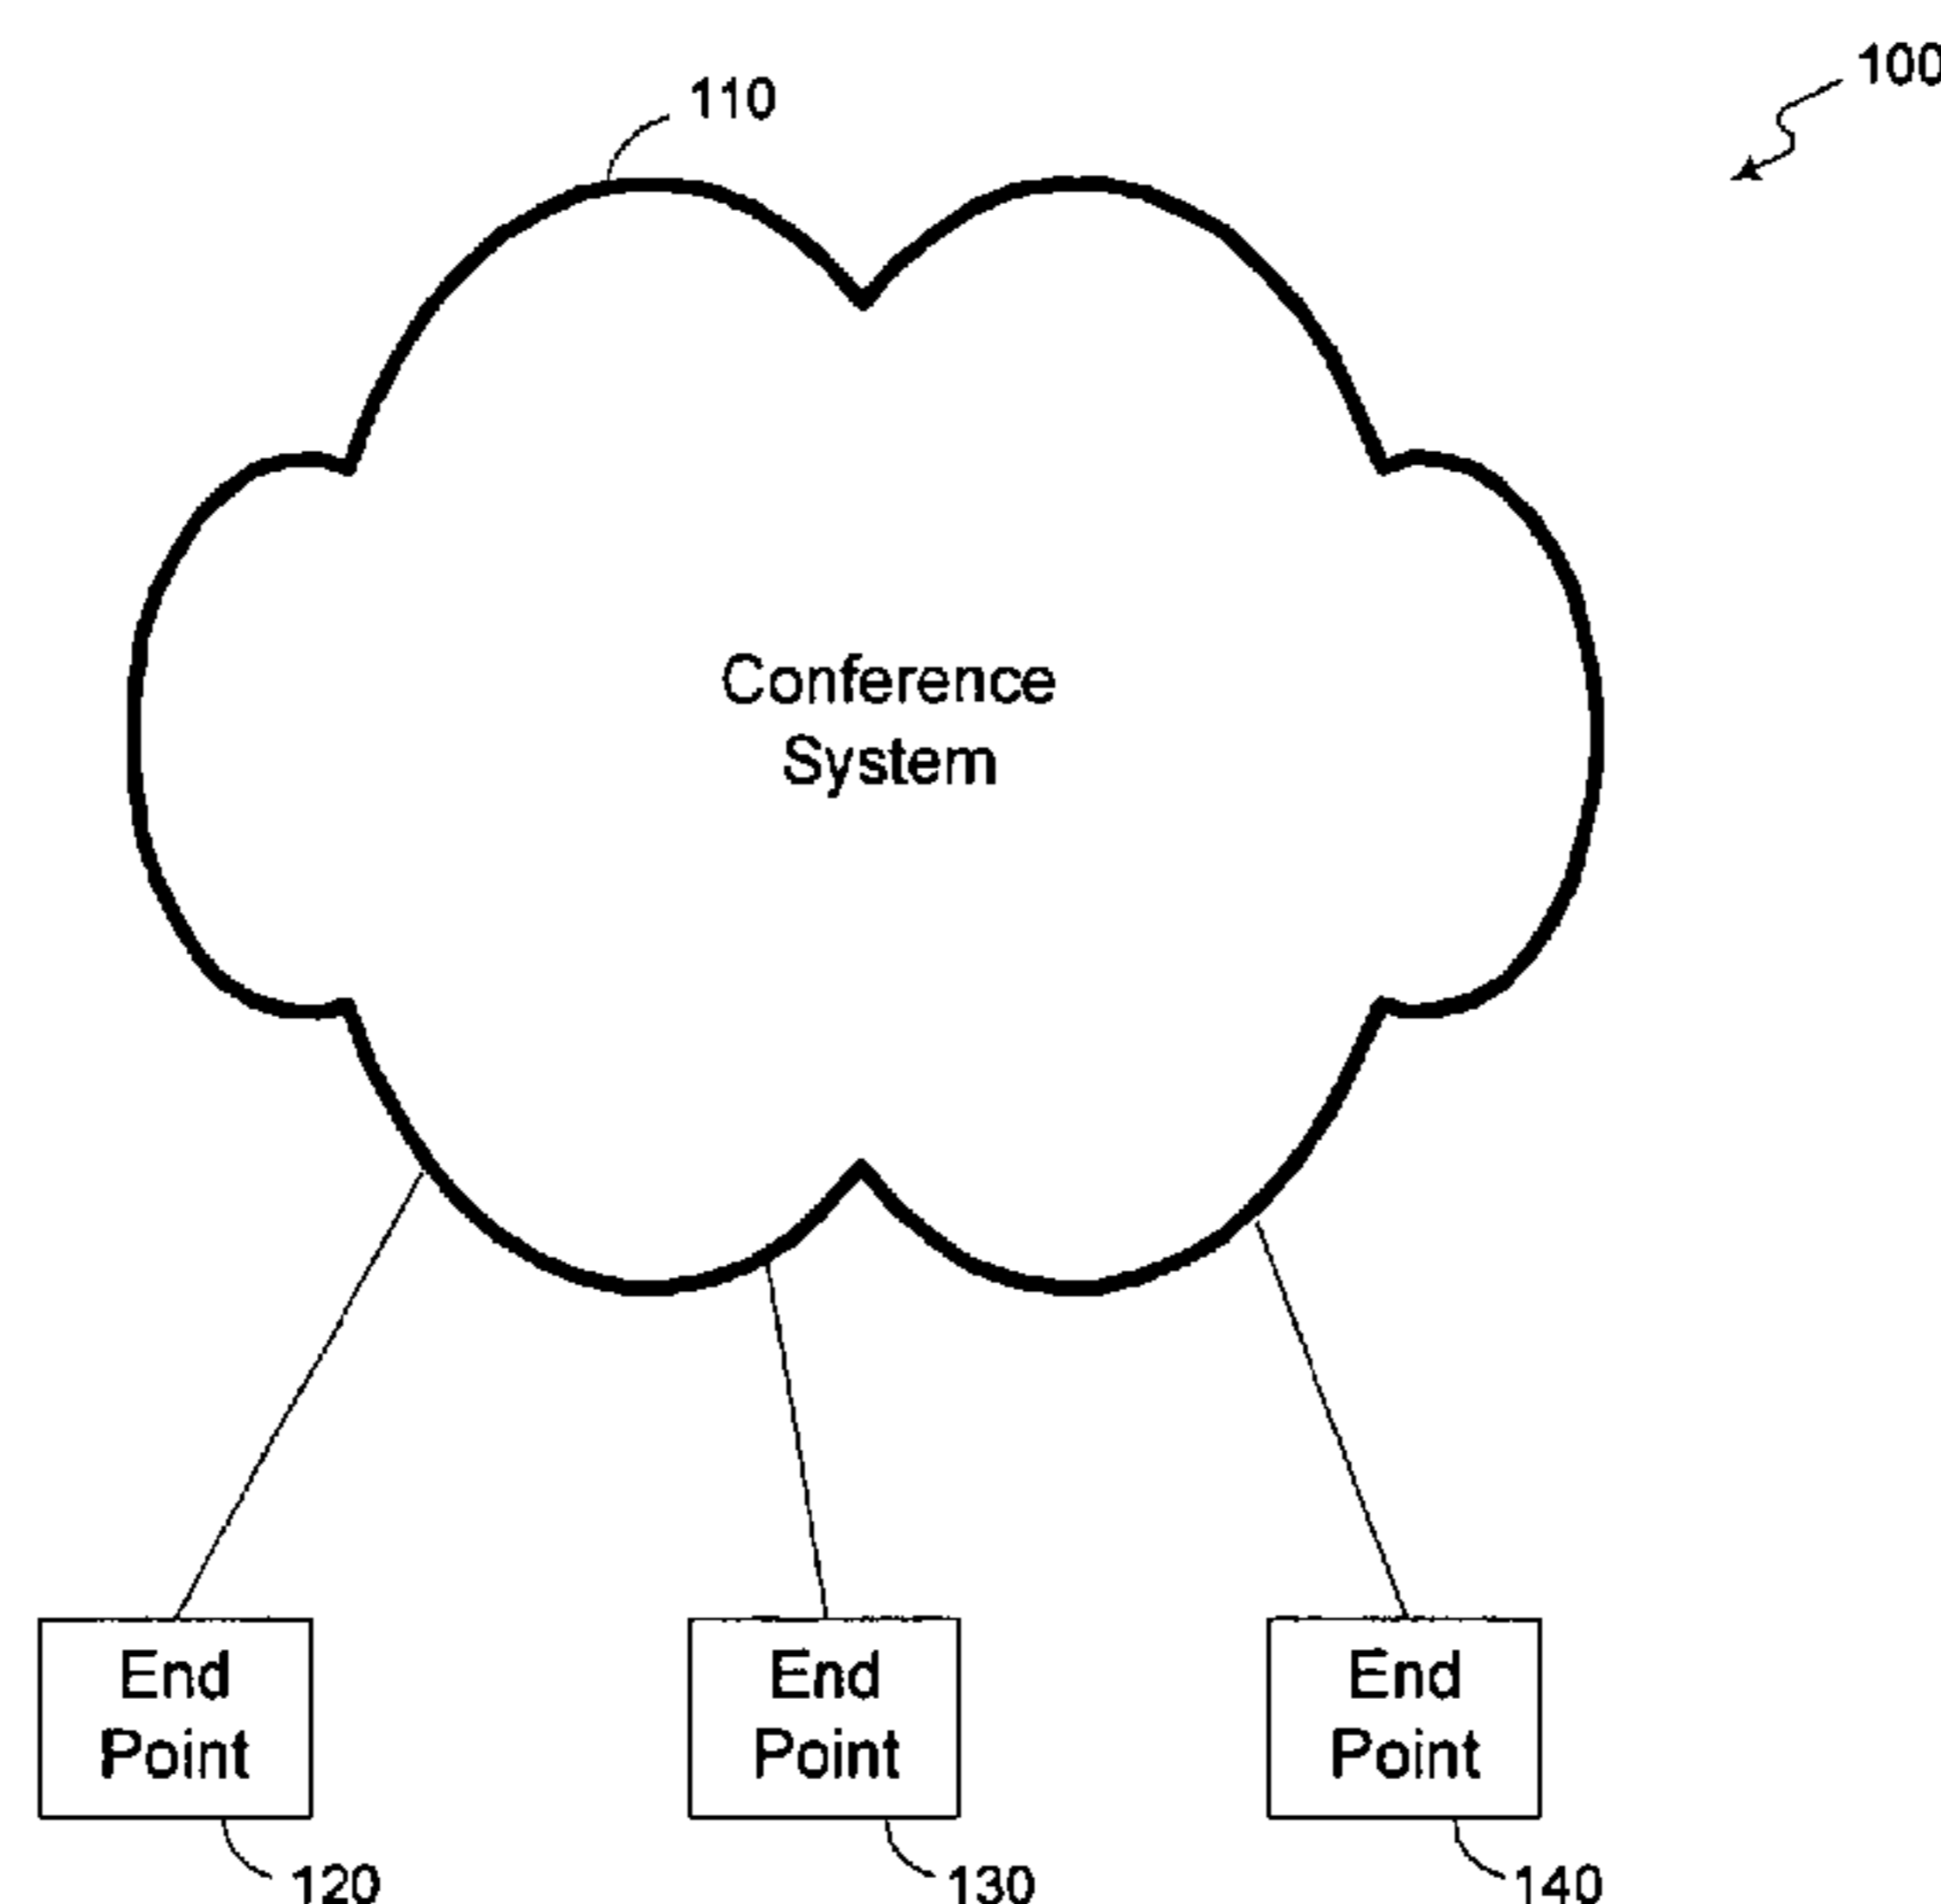 100
110
Conference
System
End
Point
End
Point
End
Point
120
130
140